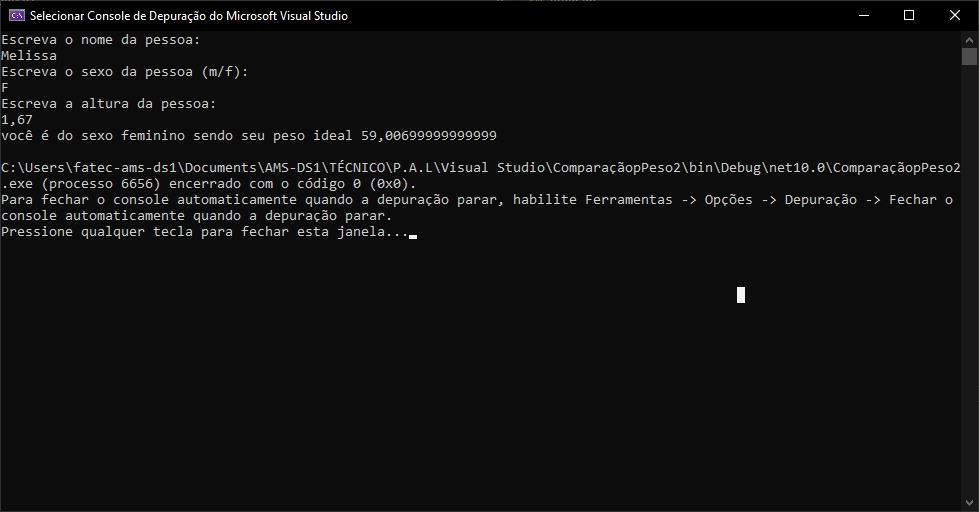 Selecionar Console de Depuração do Microsoft Visual Studio
Escreva o nome da pessoa:
Melissa
Escreva o sexo da pessoa (m/f):
F
Escreva a altura da pessoa:
1,67
você é do sexo feminino sendo seu peso ideal 59,00699999999999
C:\Users\fatec-ams-ds1\Documents\AMS-DS1\TÉCNICO\P.A.L\Visual Studio\ComparaçãopPeso2\bin\Debug\net10.0\ComparaçãopPeso2
.exe (processo 6656) encerrado com o código 0 (0x0).
Para fechar o console automaticamente quando a depuração parar, habilite Ferramentas -> Opções -> Depuração -> Fechar o
console automaticamente quando a depuração parar.
Pressione qualquer tecla para fechar esta janela...